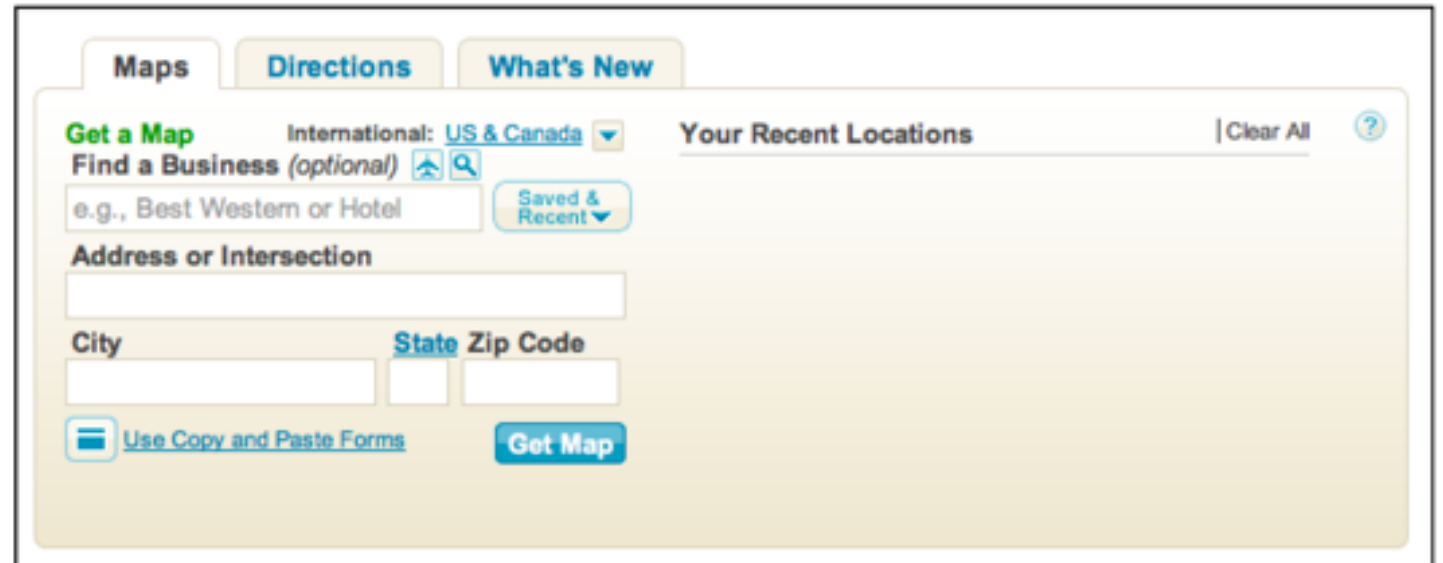 Maps Directions What's New
Get a Map International: US & Canada
Find a Business (optional)
e.g., Best Western or Hotel
Saved &
Recent
Address or Intersection
City State Zip Code
Use Copy and Paste Forms
Get Map
Your Recent Locations | Clear All ?